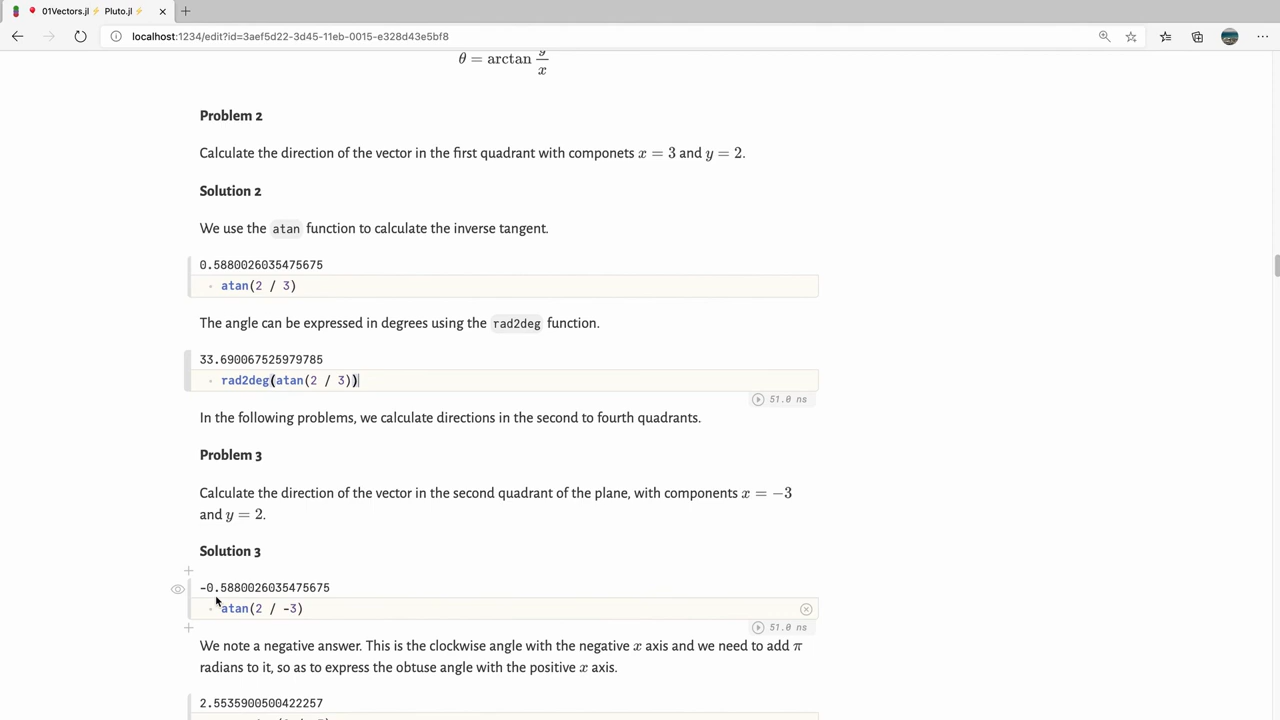 01Vectors.jl ⚡ Pluto.jl ⚡
localhost:1234/edit?id=3aef5d22-3d45-11eb-0015-e328d43e5bf8
θ = arctan y/x
Problem 2
Calculate the direction of the vector in the first quadrant with componets x = 3 and y = 2.
Solution 2
We use the atan function to calculate the inverse tangent.
0.5880026035475675
atan(2 / 3)
The angle can be expressed in degrees using the rad2deg function.
33.690067525979785
rad2deg(atan(2 / 3))
51.0 ns
In the following problems, we calculate directions in the second to fourth quadrants.
Problem 3
Calculate the direction of the vector in the second quadrant of the plane, with components x = −3
and y = 2.
Solution 3
-0.5880026035475675
atan(2 / -3)
51.0 ns
We note a negative answer. This is the clockwise angle with the negative x axis and we need to add π
radians to it, so as to express the obtuse angle with the positive x axis.
2.5535900500422257